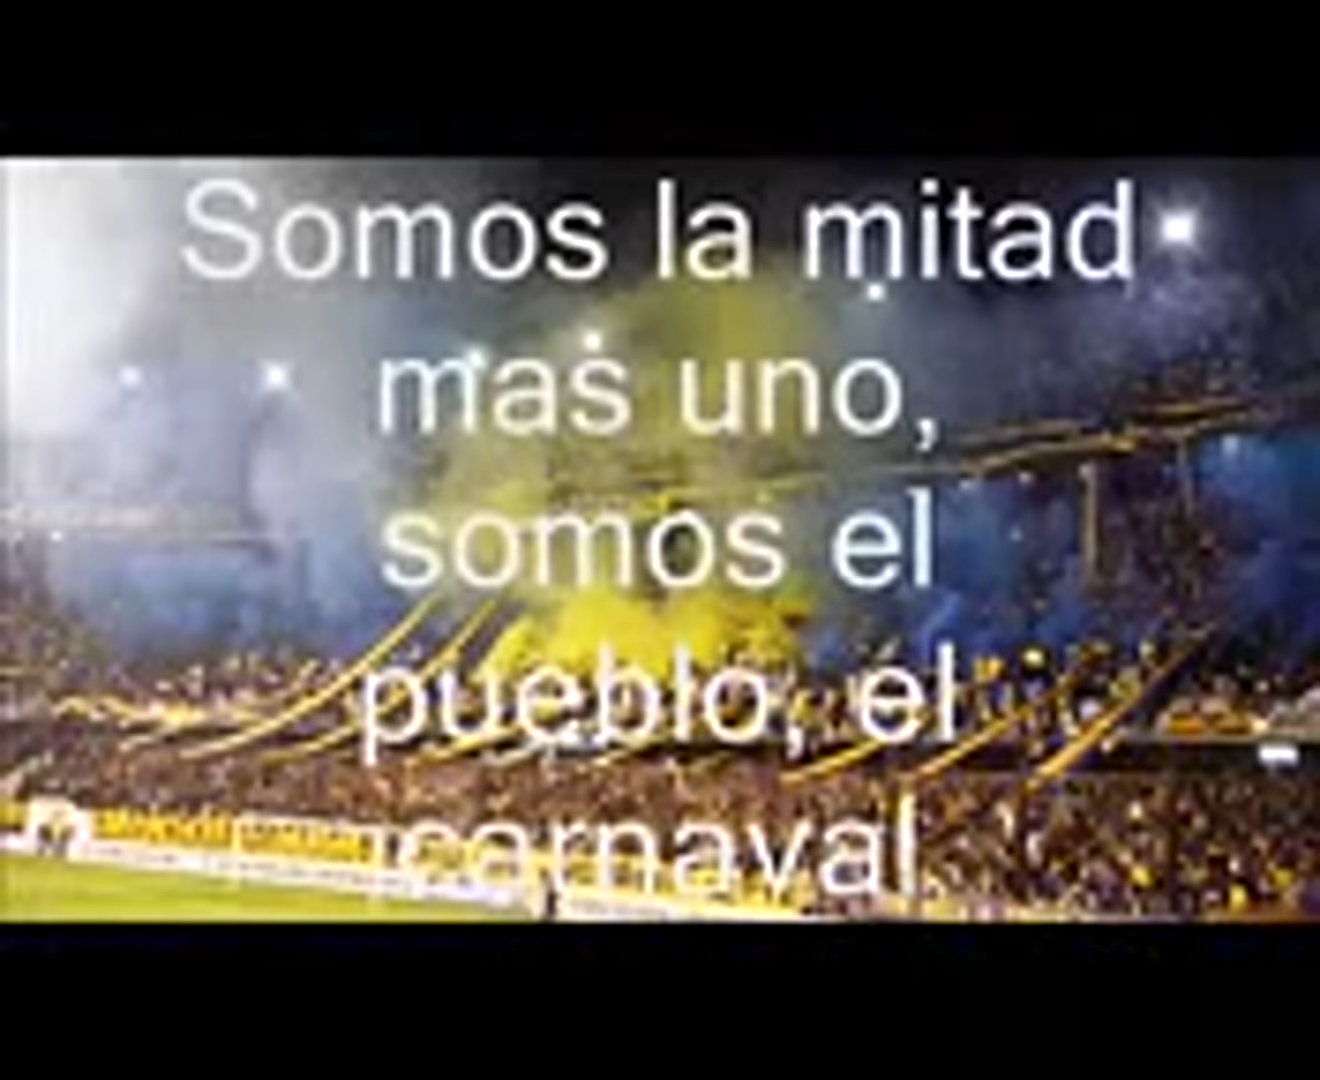 Somos la mitad
mas uno,
somos el
pueblo, el
carnaval